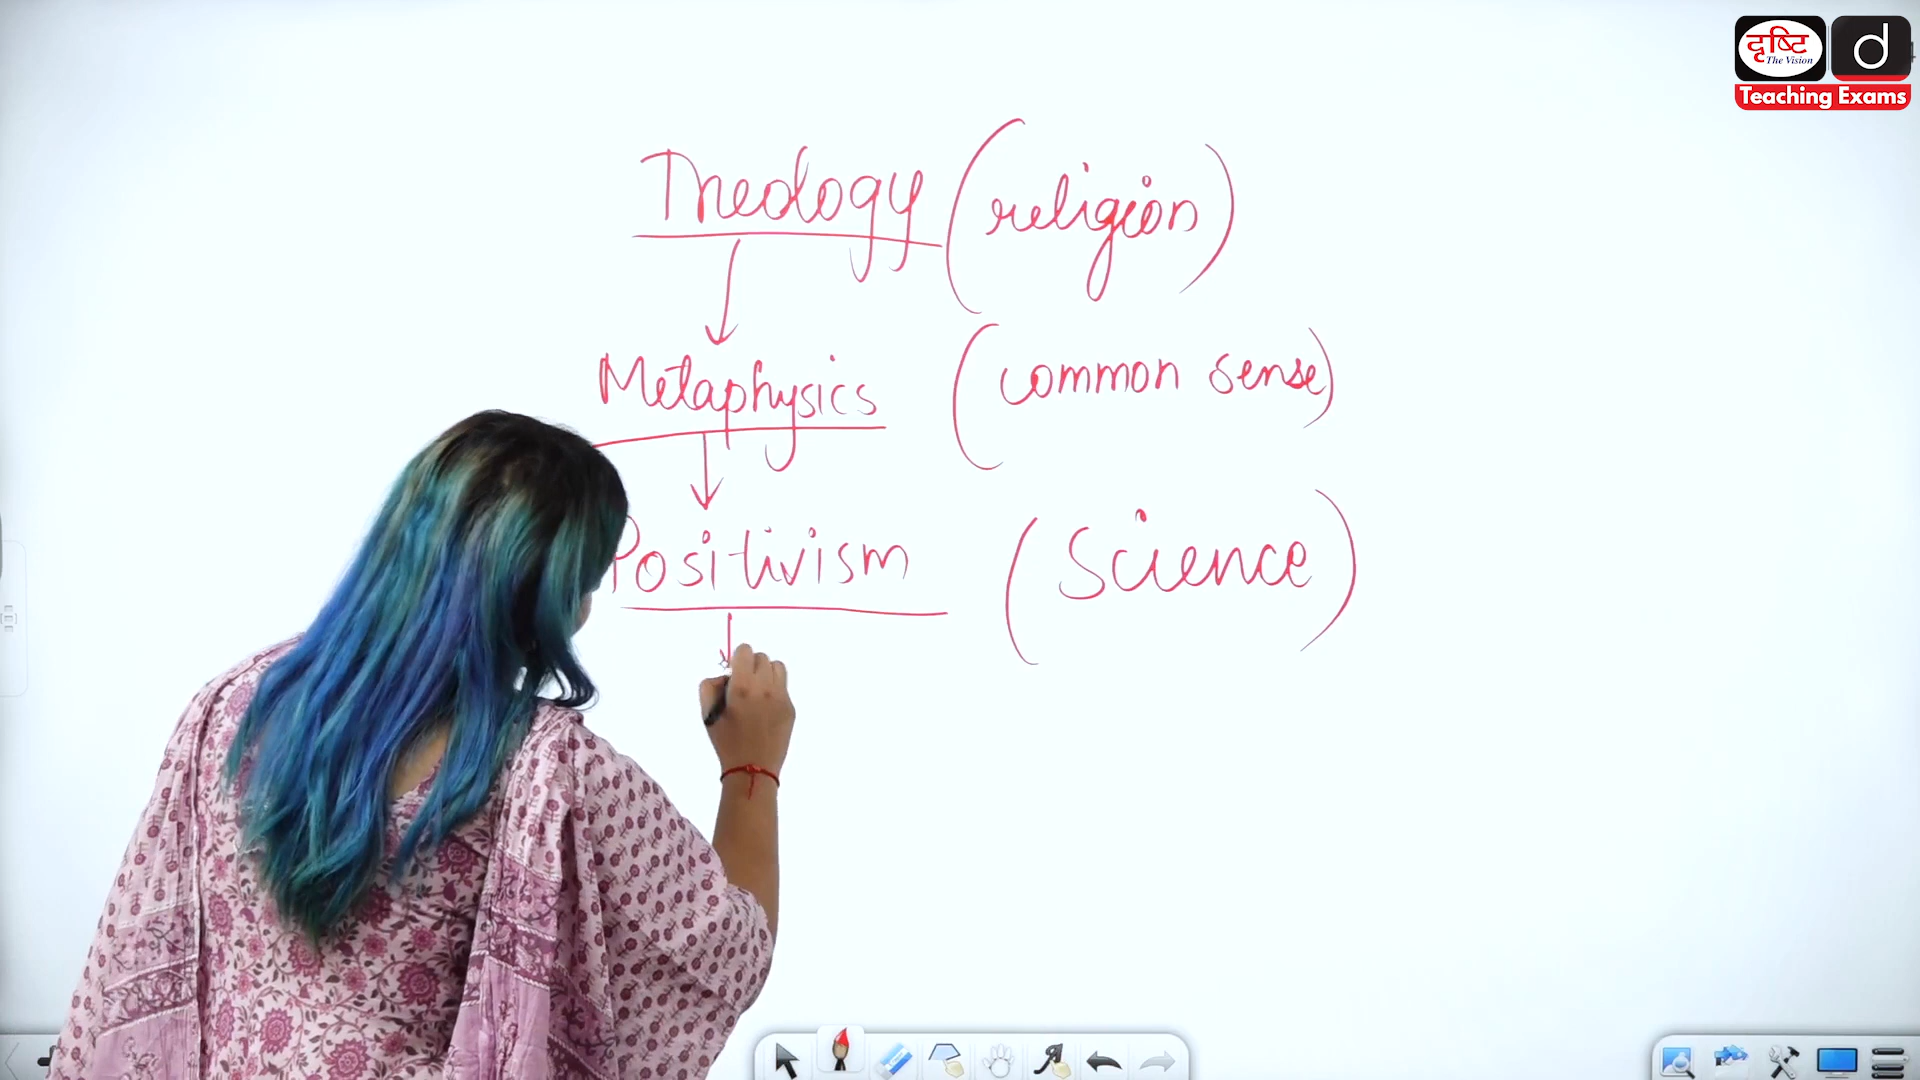 दृष्टि
The Vision
d
Teaching Exams
Theology (religion)
Metaphysics (common sense)
Positivism (Science)